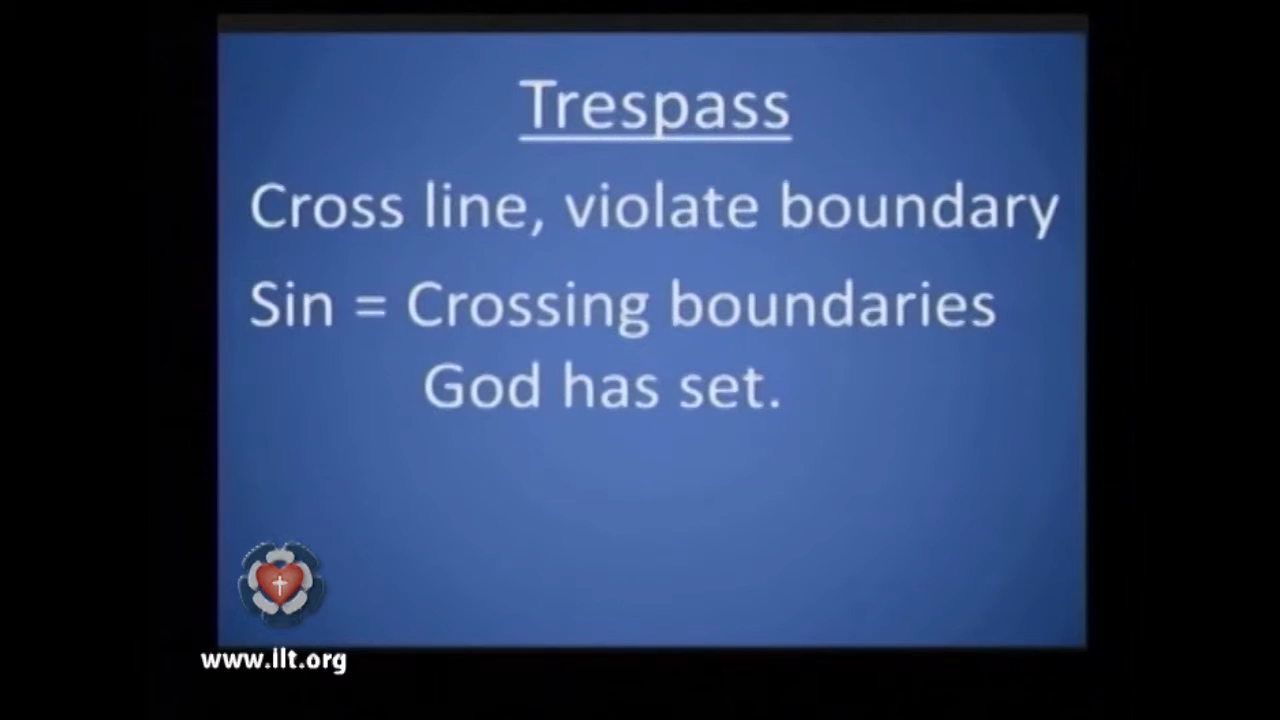 Trespass
Cross line, violate boundary
Sin = Crossing boundaries
God has set.
www.ilt.org